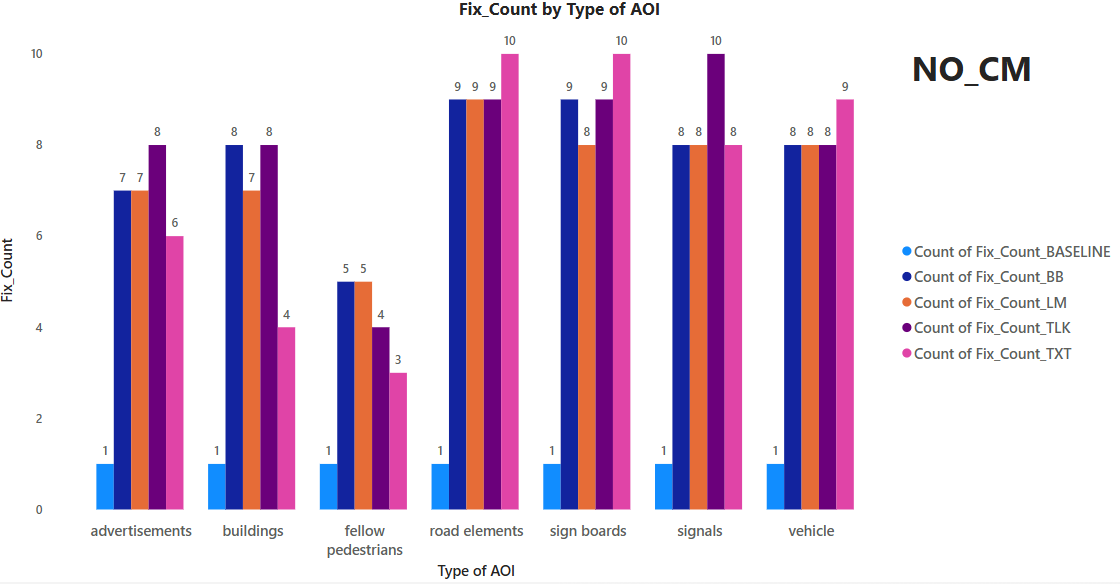 Fix_Count by Type of AOI
NO_CM
Fix_Count
10
8
6
4
2
0
1
7
7
8
6
1
8
7
8
4
1
5
5
4
3
1
9
9
9
10
1
9
8
9
10
1
8
8
10
8
1
8
8
8
9
advertisements
buildings
fellow
pedestrians
road elements
sign boards
signals
vehicle
Type of AOI
Count of Fix_Count_BASELINE
Count of Fix_Count_BB
Count of Fix_Count_LM
Count of Fix_Count_TLK
Count of Fix_Count_TXT